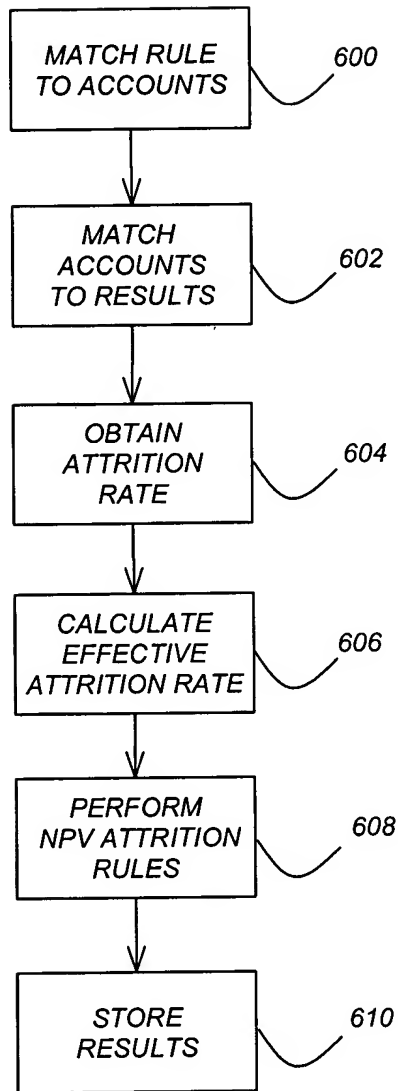 MATCH RULE
TO ACCOUNTS
600
MATCH
ACCOUNTS
TO RESULTS
602
OBTAIN
ATTRITION
RATE
604
CALCULATE
EFFECTIVE
ATTRITION RATE
606
PERFORM
NPV ATTRITION
RULES
608
STORE
RESULTS
610